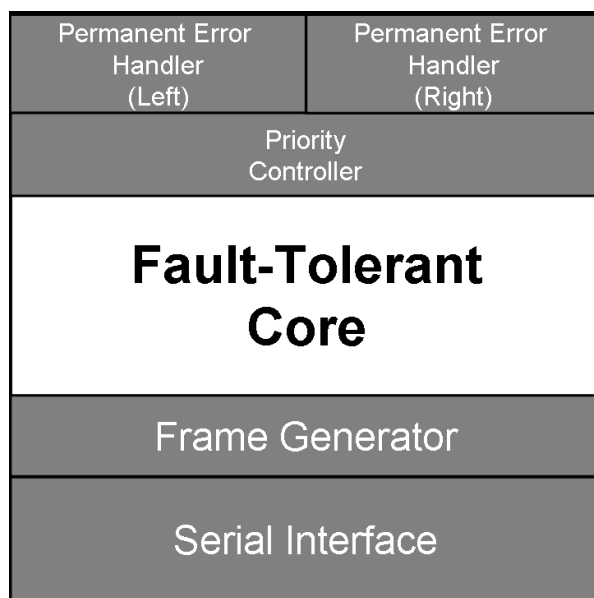 Permanent Error
Handler
(Left)
Permanent Error
Handler
(Right)
Priority
Controller
Fault-Tolerant
Core
Frame Generator
Serial Interface